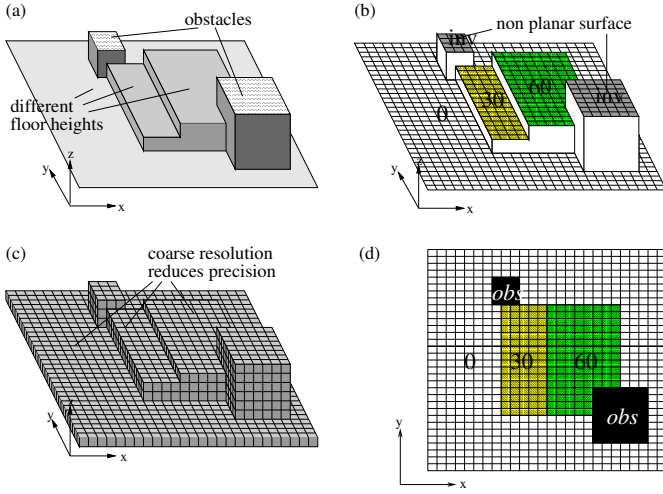 (a)
obstacles
different
floor heights
z
y
x
(b)
non planar surface
inv
60
30
inv
0
z
y
x
(c)
coarse resolution
reduces precision
z
y
x
(d)
obs
0
30
60
obs
y
x